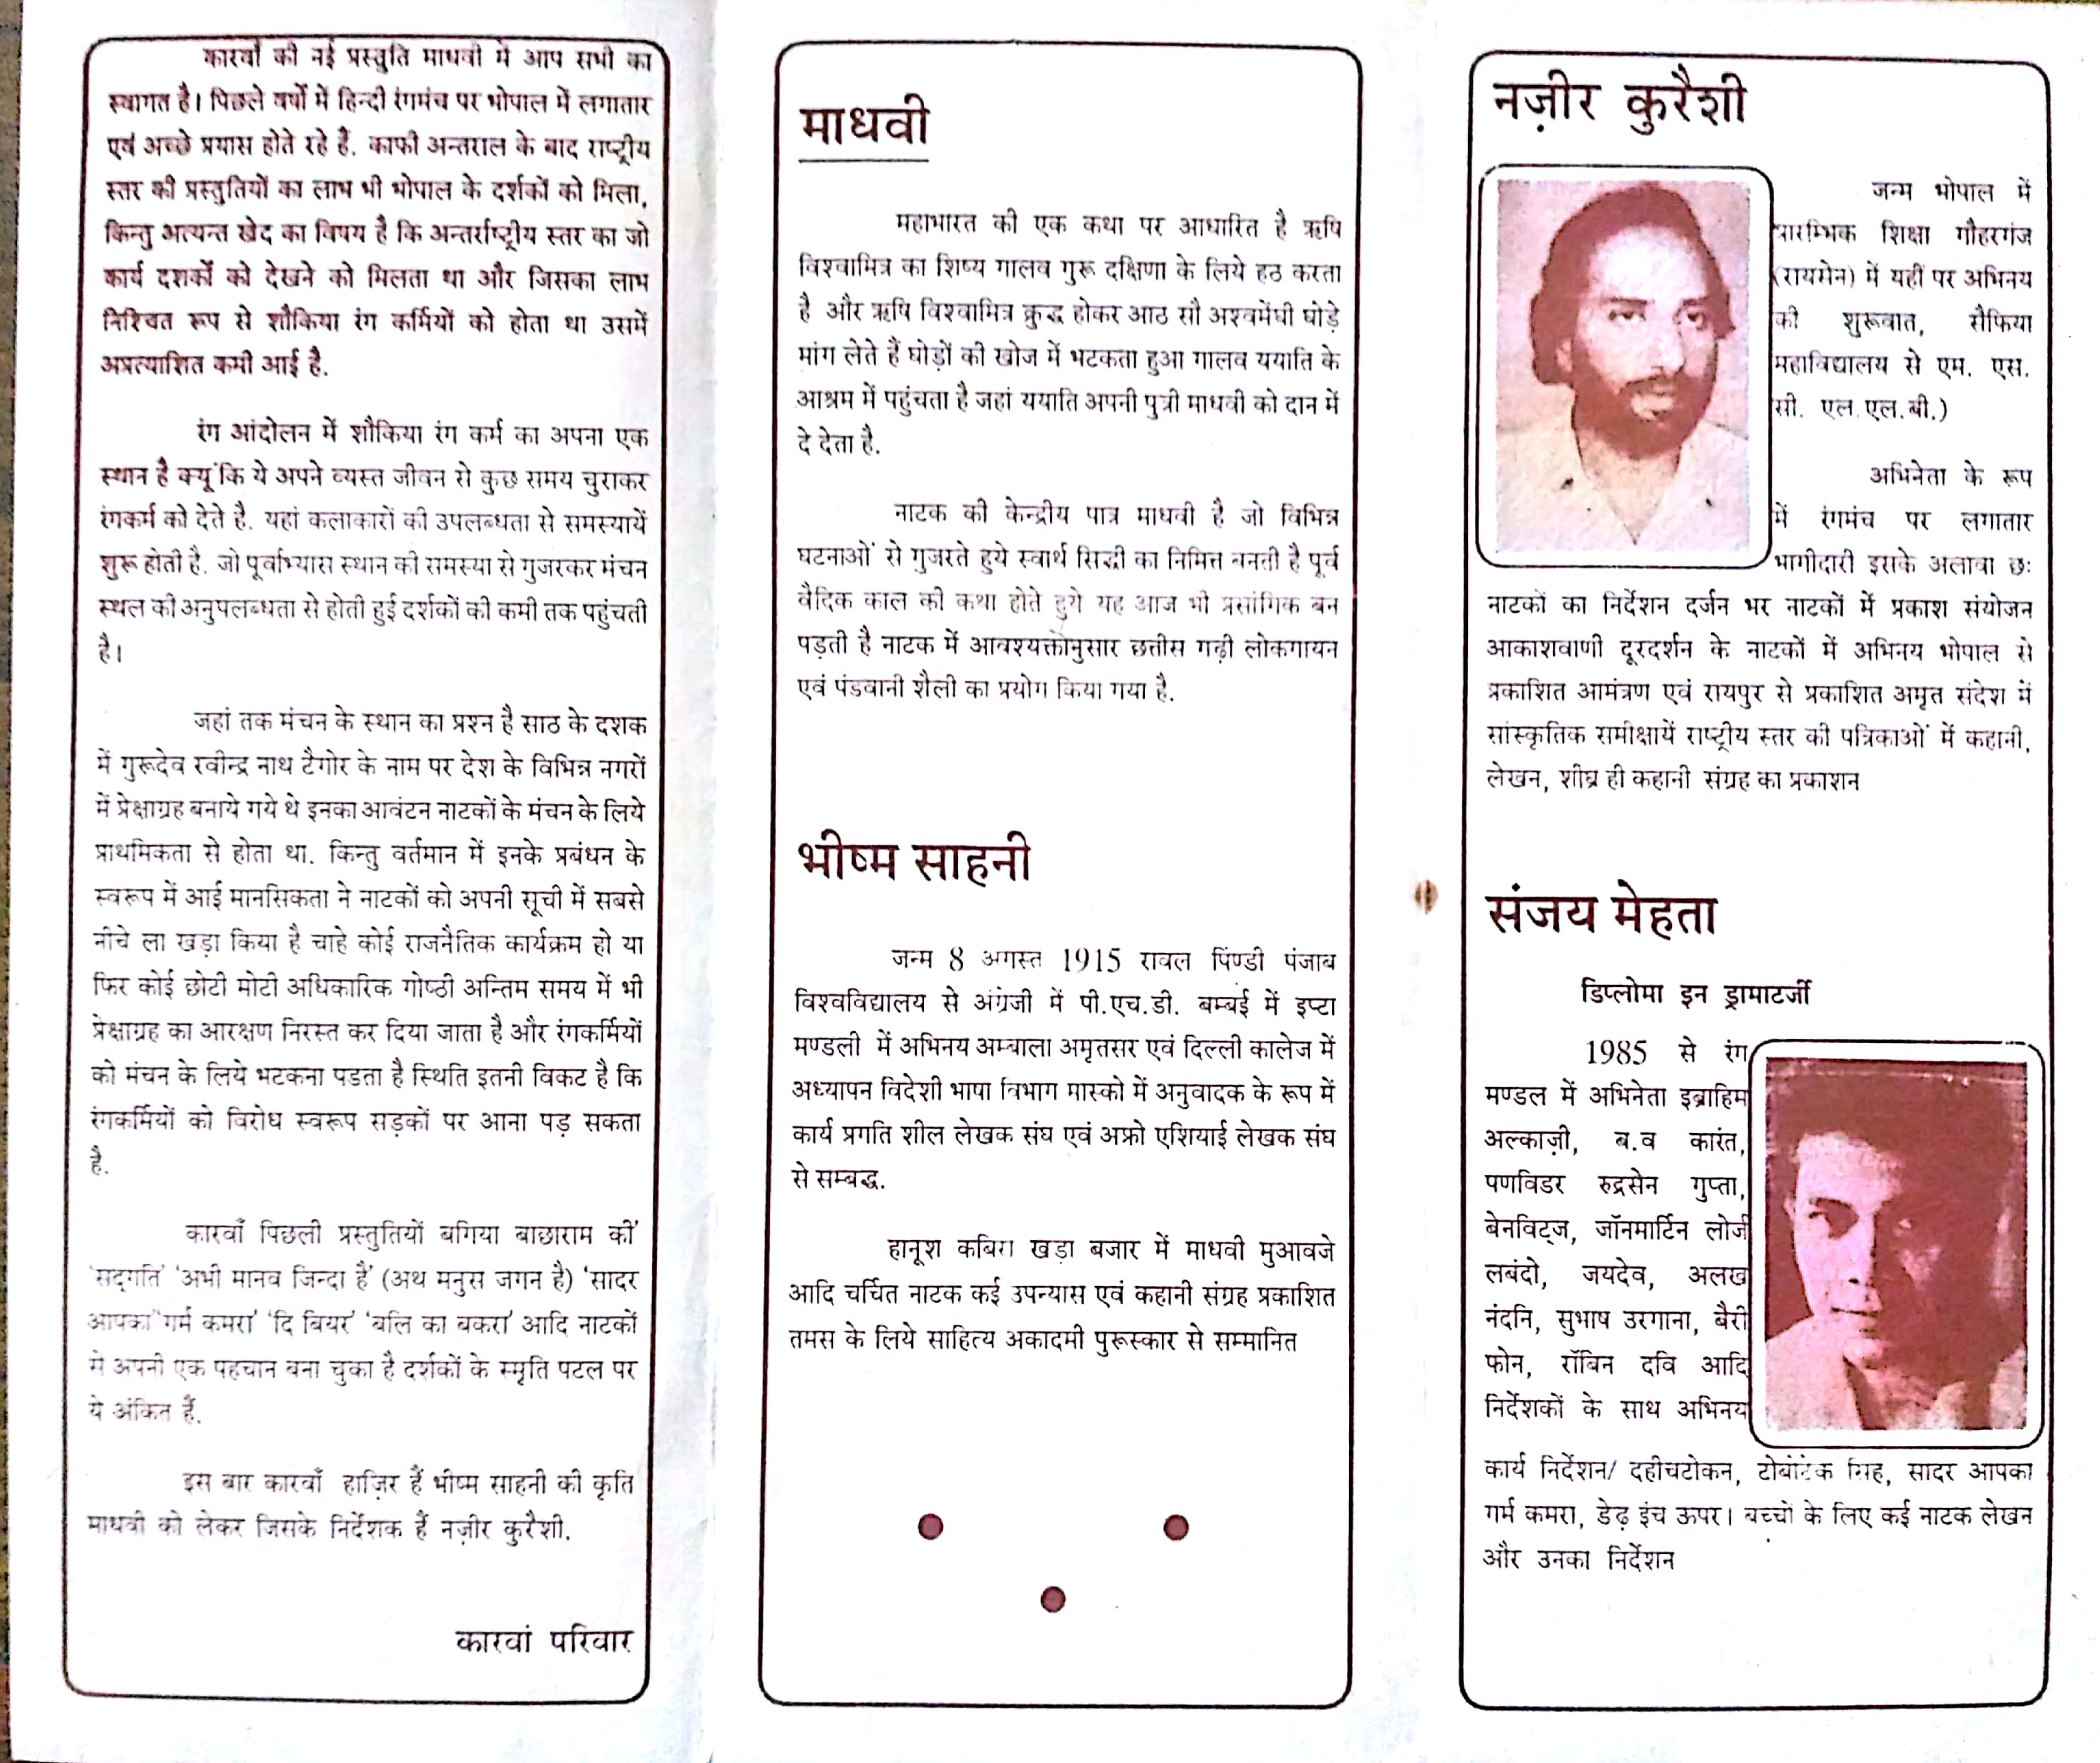 कारवाँ की नई प्रस्तुति माधवी में आप सभी का
स्वागत है। पिछले वर्षों में हिन्दी रंगमंच पर भोपाल में लगातार
एवं अच्छे प्रयास होते रहे हैं. काफी अन्तराल के बाद राष्ट्रीय
स्तर की प्रस्तुतियों का लाभ भी भोपाल के दर्शकों को मिला,
किन्तु अत्यन्त खेद का विषय है कि अन्तर्राष्ट्रीय स्तर का जो
कार्य दशकों को देखने को मिलता था और जिसका लाभ
निश्चित रूप से शौकिया रंग कर्मियों को होता था उसमें
अप्रत्याशित कमी आई है.
रंग आंदोलन में शौकिया रंग कर्म का अपना एक
स्थान है क्यूंकि ये अपने व्यस्त जीवन से कुछ समय चुराकर
रंगकर्म को देते है. यहां कलाकारों की उपलब्धता से समस्यायें
शुरू होती है. जो पूर्वाभ्यास स्थान की समस्या से गुजरकर मंचन
स्थल की अनुपलब्धता से होती हुई दर्शकों की कमी तक पहुंचती
है।
जहां तक मंचन के स्थान का प्रश्न है साठ के दशक
में गुरूदेव रवीन्द्र नाथ टैगोर के नाम पर देश के विभिन्न नगरों
में प्रेक्षाग्रह बनाये गये थे इनका आवंटन नाटकों के मंचन के लिये
प्राथमिकता से होता था. किन्तु वर्तमान में इनके प्रबंधन के
स्वरूप में आई मानसिकता ने नाटकों को अपनी सूची में सबसे
नीचे ला खड़ा किया है चाहे कोई राजनैतिक कार्यक्रम हो या
फिर कोई छोटी मोटी अधिकारिक गोष्ठी अन्तिम समय में भी
प्रेक्षाग्रह का आरक्षण निरस्त कर दिया जाता है और रंगकर्मियों
को मंचन के लिये भटकना पडता है स्थिति इतनी विकट है कि
रंगकर्मियों को विरोध स्वरूप सड़कों पर आना पड़ सकता
है.
कारवाँ पिछली प्रस्तुतियों बगिया बाछाराम की'
'सद्गति' 'अभी मानव जिन्दा है' (अथ मनुस जगन है) 'सादर
आपका' 'गर्म कमरा' 'दि बियर' 'बलि का बकरा' आदि नाटकों
से अपनी एक पहचान बना चुका है दर्शकों के स्मृति पटल पर
ये अंकित हैं.
इस बार कारवाँ हाज़िर हैं भीष्म साहनी की कृति
माधवी को लेकर जिसके निर्देशक हैं नज़ीर कुरैशी.
कारवां परिवार
माधवी
महाभारत की एक कथा पर आधारित है ऋषि
विश्वामित्र का शिष्य गालव गुरू दक्षिणा के लिये हठ करता
है और ऋषि विश्वामित्र क्रुद्ध होकर आठ सौ अश्वमेंघी घोड़े
मांग लेते हैं घोड़ों की खोज में भटकता हुआ गालव ययाति के
आश्रम में पहुंचता है जहां ययाति अपनी पुत्री माधवी को दान में
दे देता है.
नाटक की केन्द्रीय पात्र माधवी है जो विभिन्न
घटनाओं से गुजरते हुये स्वार्थ सिद्धी का निमित्त बनती है पूर्व
वैदिक काल की कथा होते हुये यह आज भी प्रसांगिक बन
पड़ती है नाटक में आवश्यक्तोनुसार छत्तीस गढ़ी लोकगायन
एवं पंडवानी शैली का प्रयोग किया गया है.
भीष्म साहनी
जन्म 8 अगस्त 1915 रावल पिंण्डी पंजाब
विश्वविद्यालय से अंग्रेजी में पी.एच.डी. बम्बई में इप्टा
मण्डली में अभिनय अम्बाला अमृतसर एवं दिल्ली कालेज में
अध्यापन विदेशी भाषा विभाग मास्को में अनुवादक के रूप में
कार्य प्रगति शील लेखक संघ एवं अफ्रो एशियाई लेखक संघ
से सम्बद्ध.
हानूश कबिरा खड़ा बजार में माधवी मुआवजे
आदि चर्चित नाटक कई उपन्यास एवं कहानी संग्रह प्रकाशित
तमस के लिये साहित्य अकादमी पुरूस्कार से सम्मानित
नज़ीर कुरैशी
जन्म भोपाल में
प्रारम्भिक शिक्षा गौहरगंज
(रायसेन) में यहीं पर अभिनय
की शुरूवात, सैफिया
महाविद्यालय से एम. एस.
सी. एल.एल.बी.)
अभिनेता के रूप
में रंगमंच पर लगातार
भागीदारी इसके अलावा छः
नाटकों का निर्देशन दर्जन भर नाटकों में प्रकाश संयोजन
आकाशवाणी दूरदर्शन के नाटकों में अभिनय भोपाल से
प्रकाशित आमंत्रण एवं रायपुर से प्रकाशित अमृत संदेश में
सांस्कृतिक समीक्षायें राष्ट्रीय स्तर की पत्रिकाओं में कहानी,
लेखन, शीघ्र ही कहानी संग्रह का प्रकाशन
संजय मेहता
डिप्लोमा इन ड्रामाटर्जी
1985 से रंग
मण्डल में अभिनेता इब्राहिम
अल्काज़ी, ब.व कारंत,
पणविडर रुद्रसेन गुप्ता,
बेनविट्ज, जॉनमार्टिन लोर्ज
लबंदो, जयदेव, अलख
नंदनि, सुभाष उरगाना, बैरी
फोन, रॉबिन दवि आदि
निर्देशकों के साथ अभिनय
कार्य निर्देशन/ दहीचटोकन, सिंह, सादर आपका
गर्म कमरा, डेढ़ इंच ऊपर। बच्चों के लिए कई नाटक लेखन
और उनका निर्देशन